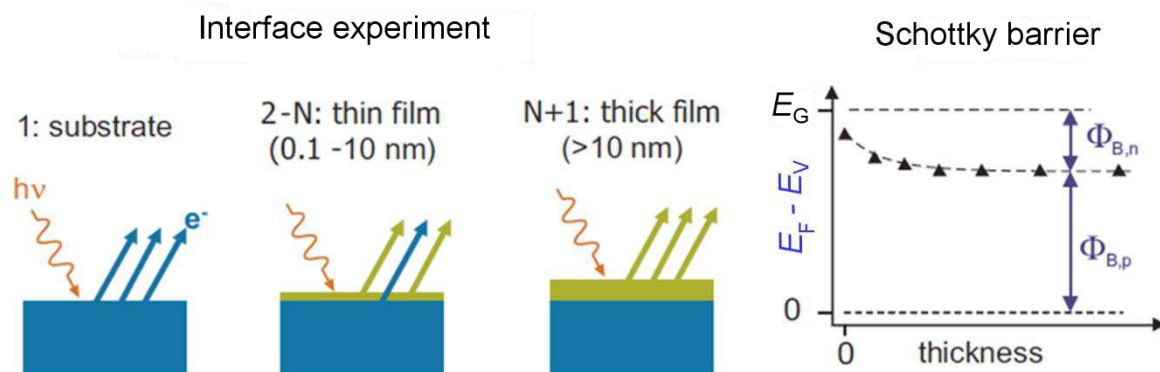 Interface experiment
Schottky barrier
1: substrate
2-N: thin film
(0.1 -10 nm)
N+1: thick film
(>10 nm)
hν
e-
E_G
Φ_B,n
E_F - E_V
Φ_B,p
0
0
thickness